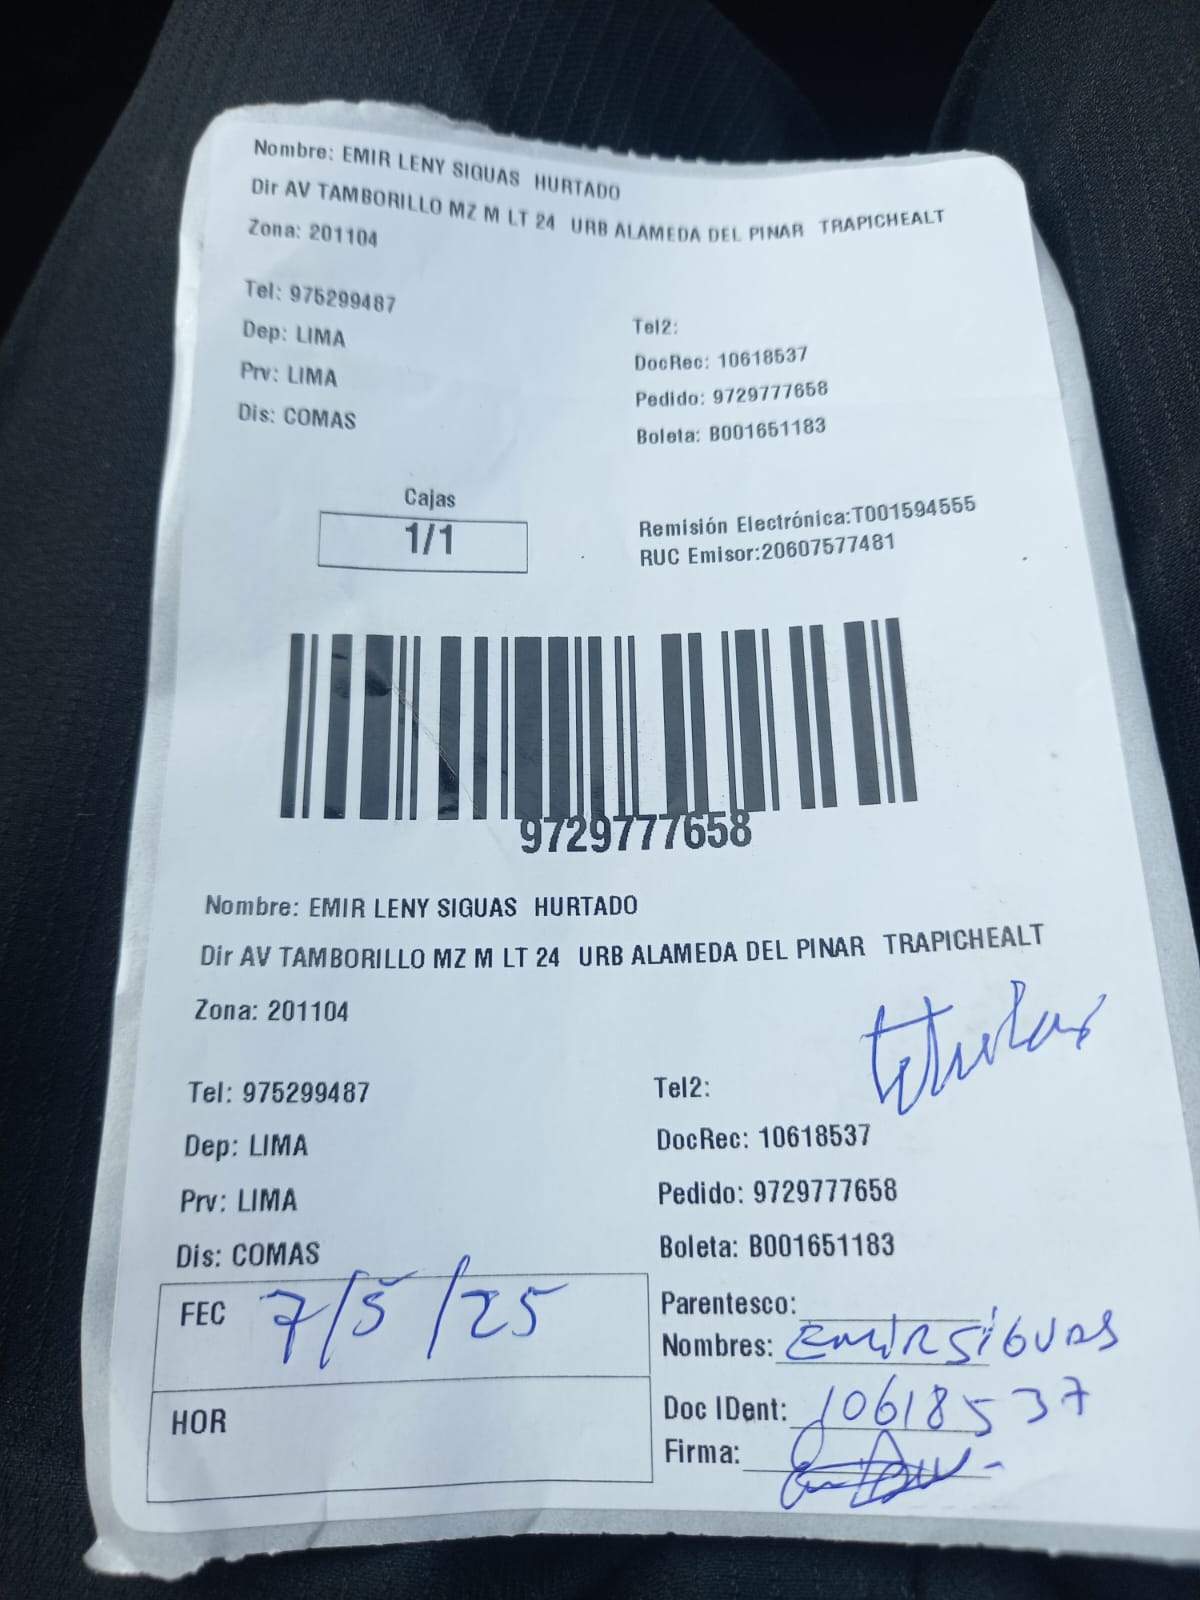 Nombre: EMIR LENY SIGUAS HURTADO
Dir AV TAMBORILLO MZ M LT 24 URB ALAMEDA DEL PINAR TRAPICHEALT
Zona: 201104
Tel: 975299487
Tel2:
Dep: LIMA
DocRec: 10618537
Prv: LIMA
Pedido: 9729777658
Dis: COMAS
Boleta: B001651183
Cajas
1/1
Remisión Electrónica:T001594555
RUC Emisor:20607577481
9729777658
Nombre: EMIR LENY SIGUAS HURTADO
Dir AV TAMBORILLO MZ M LT 24 URB ALAMEDA DEL PINAR TRAPICHEALT
Zona: 201104
titular
Tel: 975299487
Tel2:
Dep: LIMA
DocRec: 10618537
Prv: LIMA
Pedido: 9729777658
Dis: COMAS
Boleta: B001651183
FEC 7/5/25
Parentesco:
Nombres: EMIR SIGUAS
HOR
Doc IDent: 10618537
Firma: